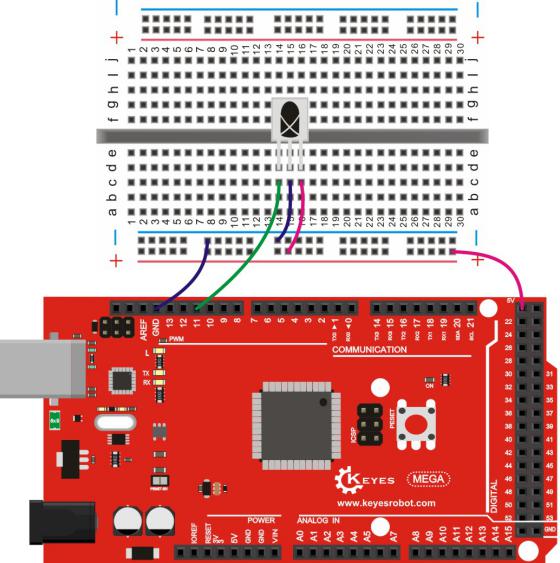 1 2 3 4 5 6 7 8 9 10 11 12 13 14 15 16 17 18 19 20 21 22 23 24 25 26 27 28 29 30
j j
i i
h h
g g
f f
e e
d d
c c
b b
a a
1 2 3 4 5 6 7 8 9 10 11 12 13 14 15 16 17 18 19 20 21 22 23 24 25 26 27 28 29 30
AREF GND 13 12 11 10 9 8 7 6 5 4 3 2 1 0 14 15 16 17 18 19 20 21
TX0 RX0 TX3 RX3 TX2 RX2 TX1 RX1 SDA SCL
PWM
COMMUNICATION
L
TX
RX
ON
ICSP
RESET
5V
22
24
26
28
30 31
32 33
34 35
36 37
38 39
40 41
42 43
44 45
46 47
48 49
50 51
52 53
GND
DIGITAL
KEYES MEGA
www.keyesrobot.com
POWER ANALOG IN
IOREF RESET 3V3 5V GND GND VIN A0 A1 A2 A3 A4 A5 A7 A8 A9 A10 A11 A12 A13 A14 A15